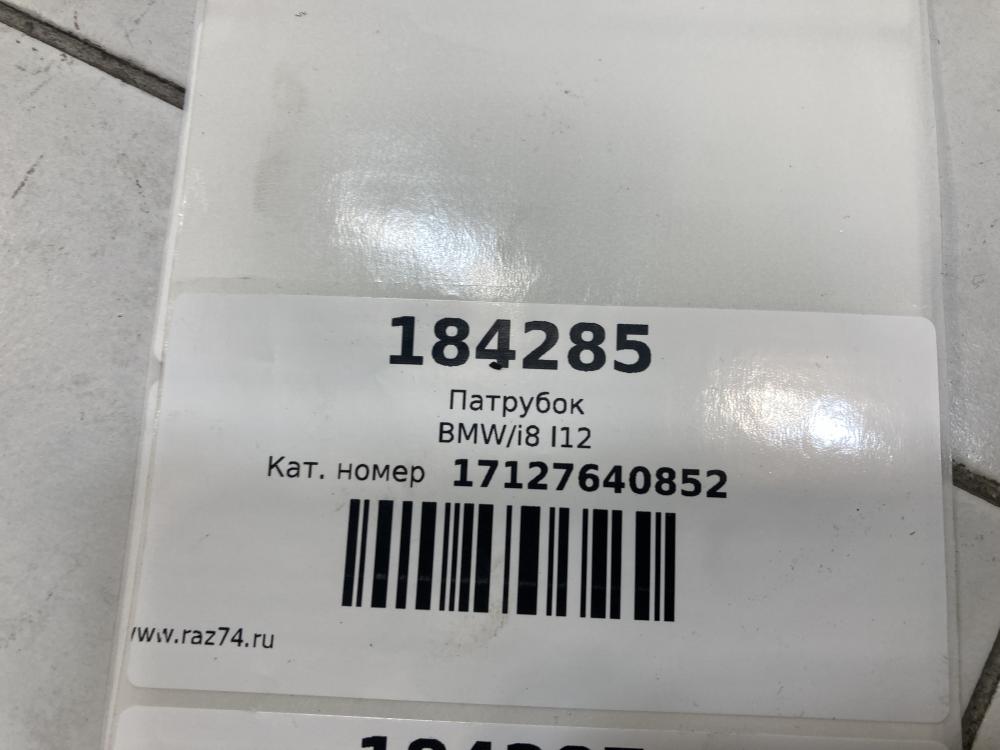 184285
Патрубок
BMW/i8 I12
Кат. номер 17127640852
www.raz74.ru